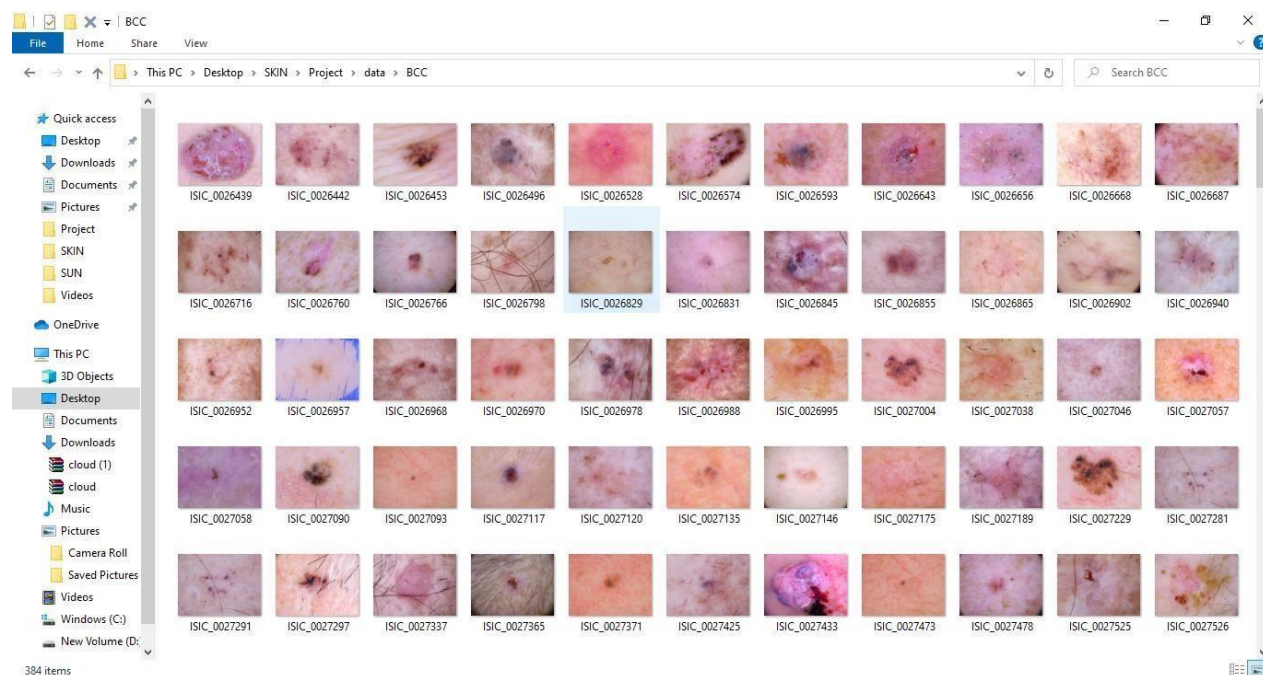 BCC
File Home Share View
This PC > Desktop > SKIN > Project > data > BCC
Search BCC
Quick access
Desktop
Downloads
Documents
Pictures
Project
SKIN
SUN
Videos
OneDrive
This PC
3D Objects
Desktop
Documents
Downloads
cloud (1)
cloud
Music
Pictures
Camera Roll
Saved Pictures
Videos
Windows (C:)
New Volume (D:
ISIC_0026439 ISIC_0026442 ISIC_0026453 ISIC_0026496 ISIC_0026528 ISIC_0026574 ISIC_0026593 ISIC_0026643 ISIC_0026656 ISIC_0026668 ISIC_0026687
ISIC_0026716 ISIC_0026760 ISIC_0026766 ISIC_0026798 ISIC_0026829 ISIC_0026831 ISIC_0026845 ISIC_0026855 ISIC_0026865 ISIC_0026902 ISIC_0026940
ISIC_0026952 ISIC_0026957 ISIC_0026968 ISIC_0026970 ISIC_0026978 ISIC_0026988 ISIC_0026995 ISIC_0027004 ISIC_0027038 ISIC_0027046 ISIC_0027057
ISIC_0027058 ISIC_0027090 ISIC_0027093 ISIC_0027117 ISIC_0027120 ISIC_0027135 ISIC_0027146 ISIC_0027175 ISIC_0027189 ISIC_0027229 ISIC_0027281
ISIC_0027291 ISIC_0027297 ISIC_0027337 ISIC_0027365 ISIC_0027371 ISIC_0027425 ISIC_0027433 ISIC_0027473 ISIC_0027478 ISIC_0027525 ISIC_0027526
384 items